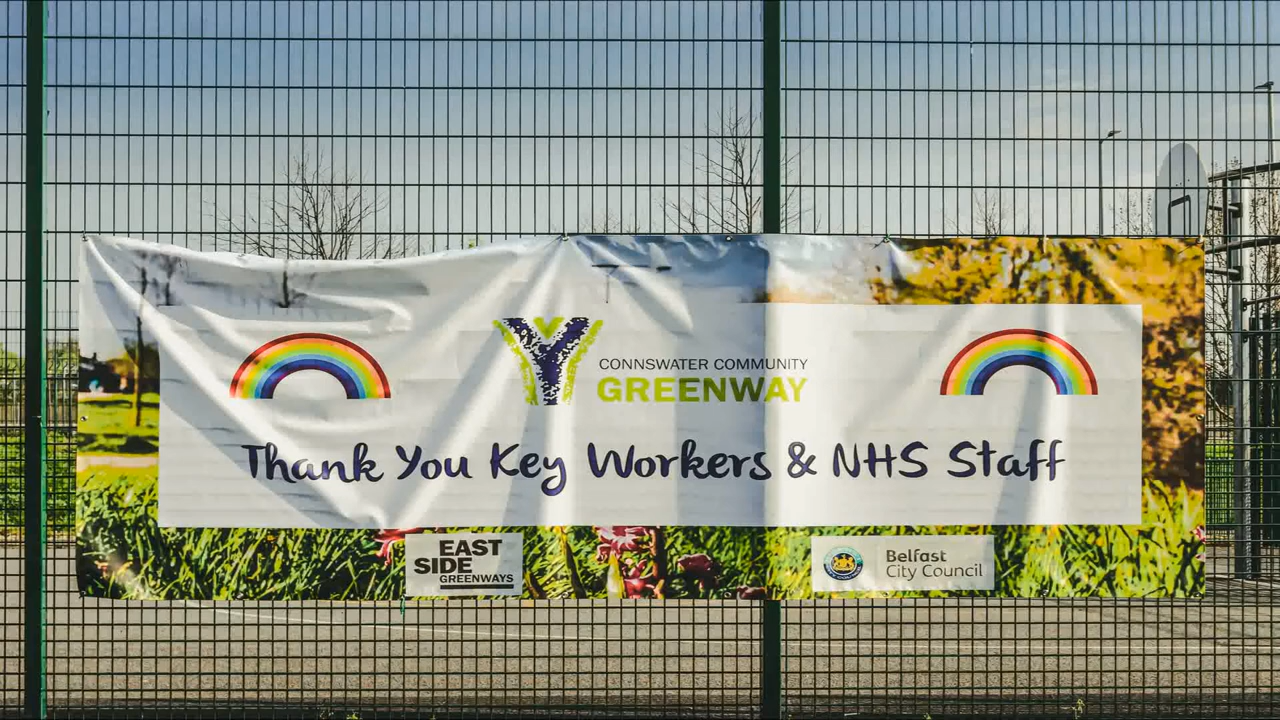 CONNSWATER COMMUNITY
GREENWAY
Thank You Key Workers & NHS Staff
EAST
SIDE
GREENWAYS
Belfast
City Council